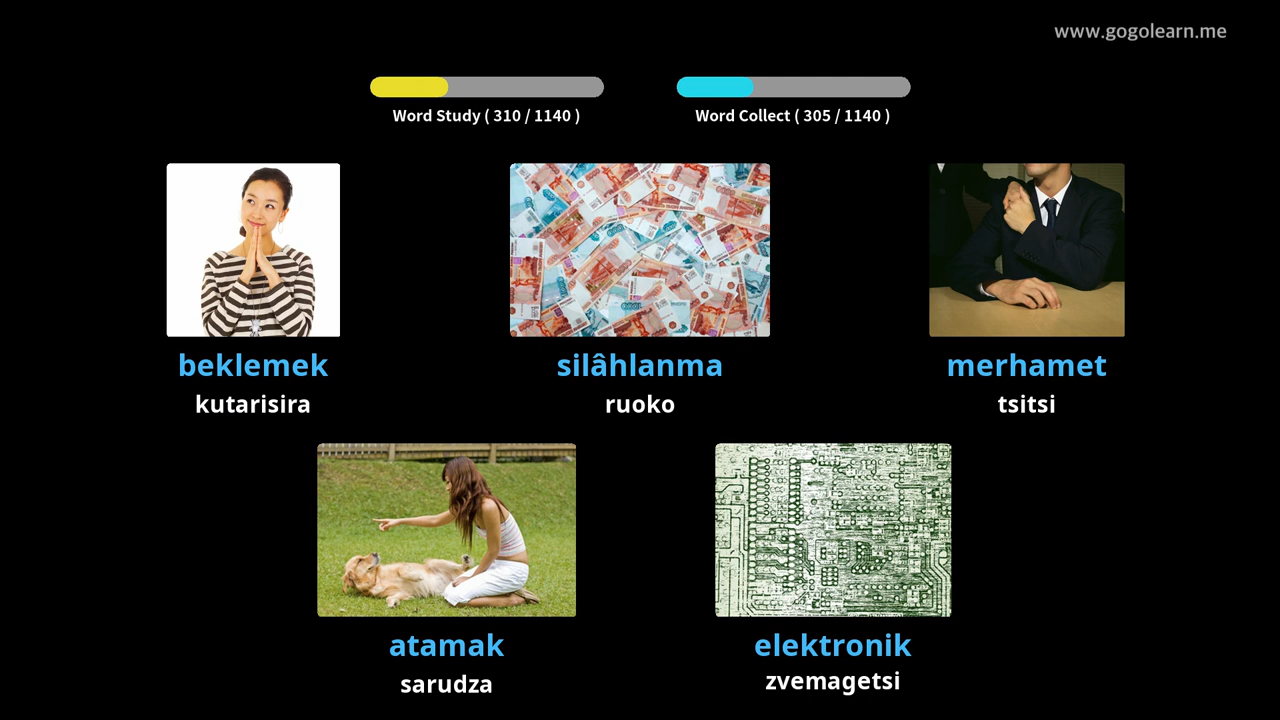 www.gogolearn.me
Word Study ( 310 / 1140 )
Word Collect ( 305 / 1140 )
beklemek
kutarisira
silâhlanma
ruoko
merhamet
tsitsi
atamak
sarudza
elektronik
zvemagetsi